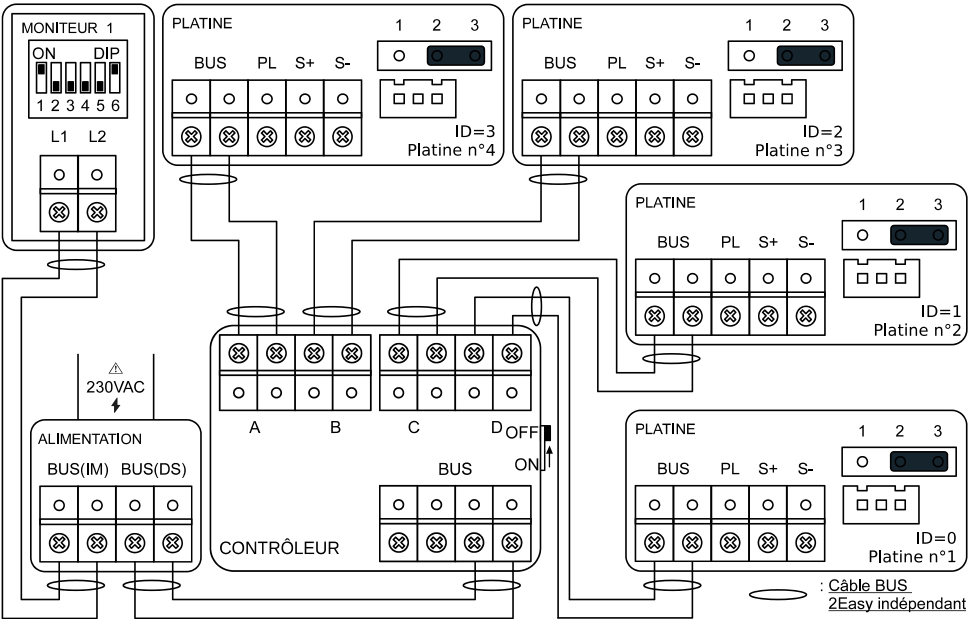 MONITEUR 1
ON DIP
1 2 3 4 5 6
L1 L2
PLATINE
1 2 3
BUS PL S+ S-
ID=3
Platine n°4
PLATINE
1 2 3
BUS PL S+ S-
ID=2
Platine n°3
PLATINE
1 2 3
BUS PL S+ S-
ID=1
Platine n°2
230VAC
ALIMENTATION
BUS(IM) BUS(DS)
A B C D
OFF
ON
BUS
CONTRÔLEUR
PLATINE
1 2 3
BUS PL S+ S-
ID=0
Platine n°1
: Câble BUS
2Easy indépendant